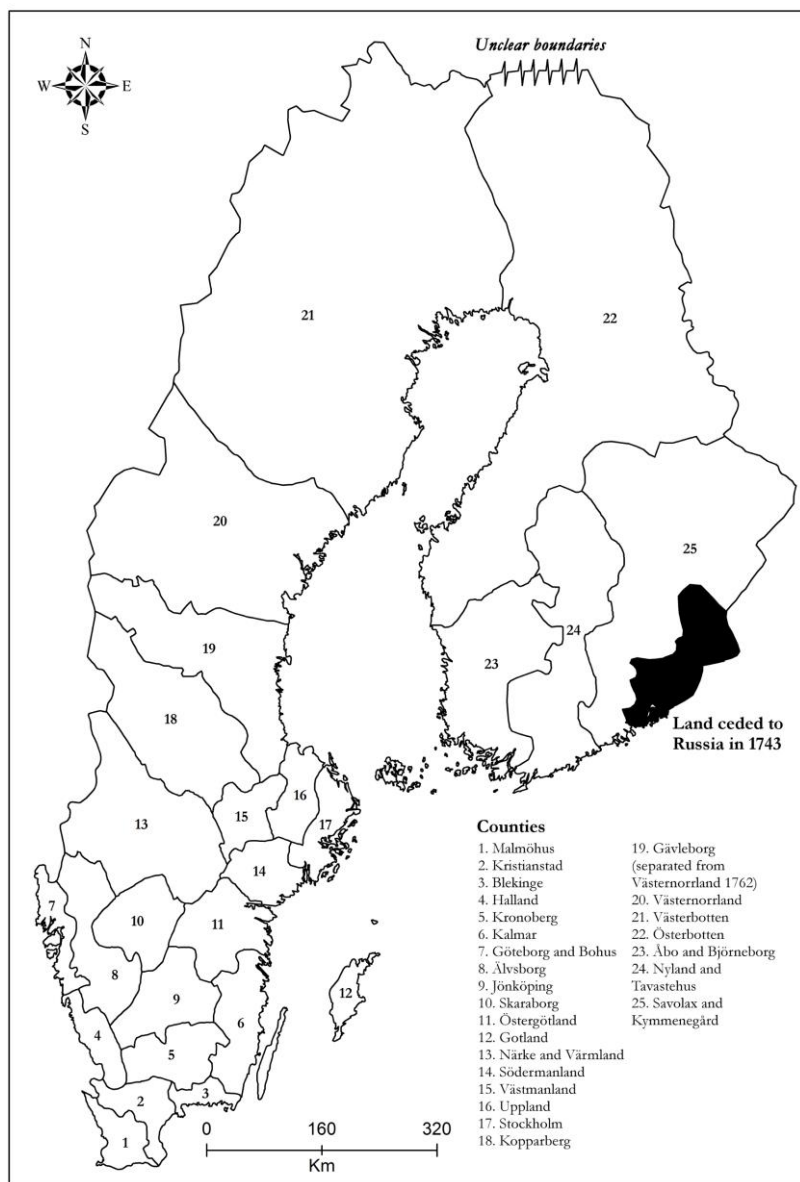 Unclear boundaries
N
W E
S
21
22
20
25
19
24
23
18
Land ceded to
Russia in 1743
16
15
17
13
14
7
10
11
8
12
9
4
6
5
3
2
1
Counties
1. Malmöhus
2. Kristianstad
3. Blekinge
4. Halland
5. Kronoberg
6. Kalmar
7. Göteborg and Bohus
8. Älvsborg
9. Jönköping
10. Skaraborg
11. Östergötland
12. Gotland
13. Närke and Värmland
14. Södermanland
15. Västmanland
16. Uppland
17. Stockholm
18. Kopparberg
19. Gävleborg
(separated from
Västernorrland 1762)
20. Västernorrland
21. Västerbotten
22. Österbotten
23. Åbo and Björneborg
24. Nyland and
Tavastehus
25. Savolax and
Kymmenegård
0 160 320
Km